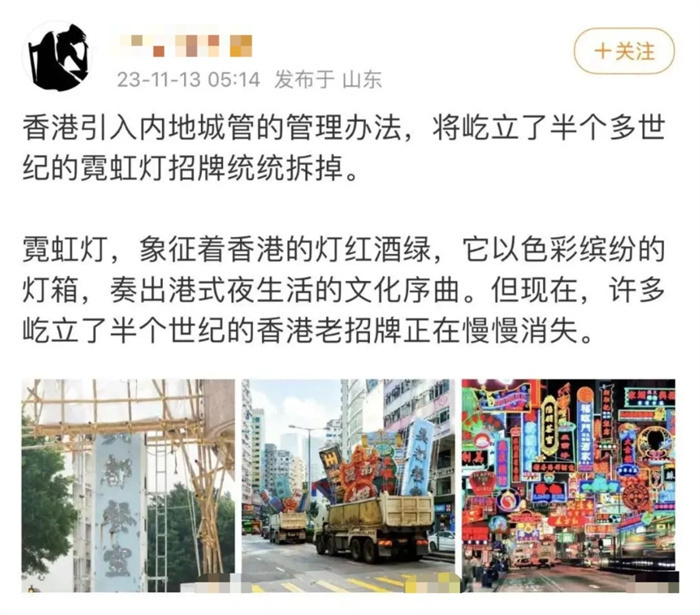 +关注
23-11-13 05:14 发布于 山东
香港引入内地城管的管理办法，将屹立了半个多世
纪的霓虹灯招牌统统拆掉。
霓虹灯，象征着香港的灯红酒绿，它以色彩缤纷的
灯箱，奏出港式夜生活的文化序曲。但现在，许多
屹立了半个世纪的香港老招牌正在慢慢消失。